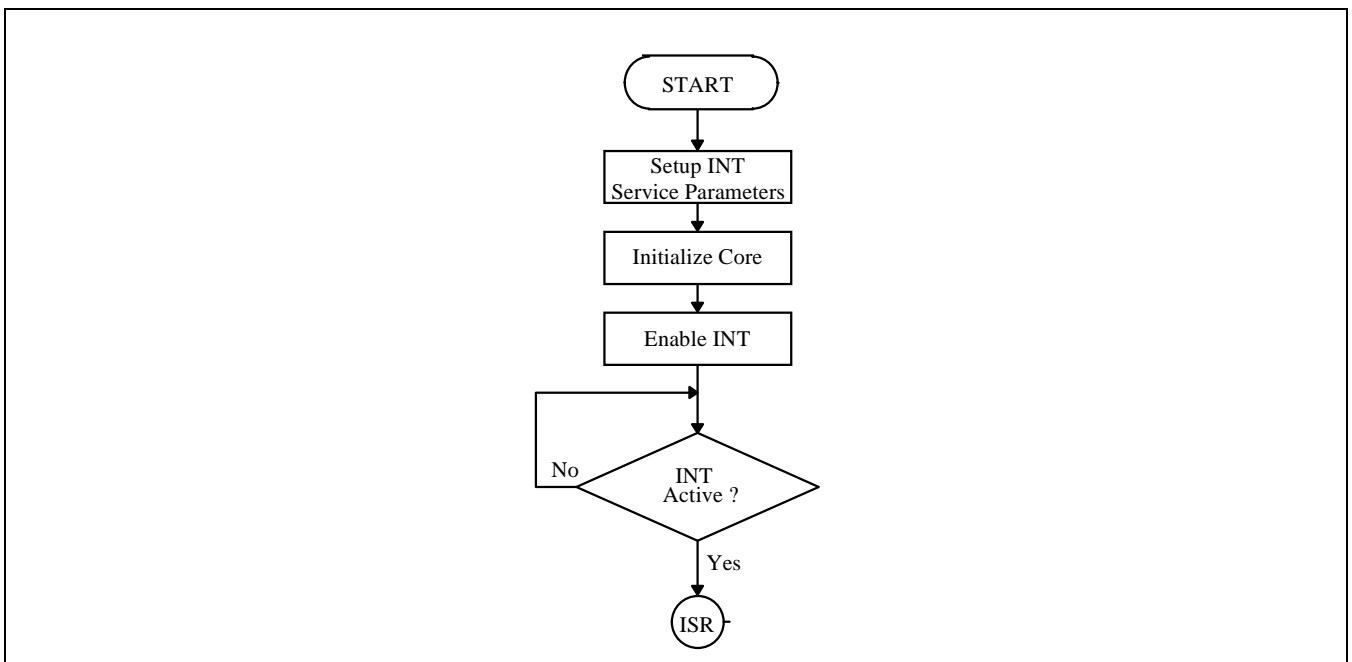 START
Setup INT
Service Parameters
Initialize Core
Enable INT
INT
Active ?
No
Yes
ISR